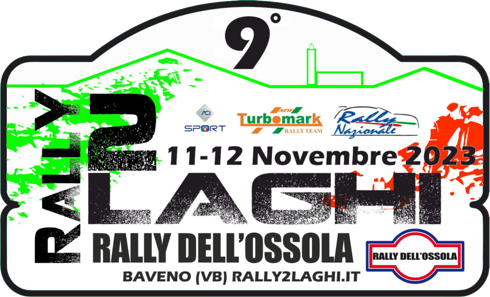 9°
RALLY
2
LAGHI
ACI
SPORT
NEW
Turbomark
RALLY TEAM
Rally
Nazionale
11-12 Novembre 2023
RALLY DELL'OSSOLA
BAVENO (VB) RALLY2LAGHI.IT
RALLY DELL'OSSOLA